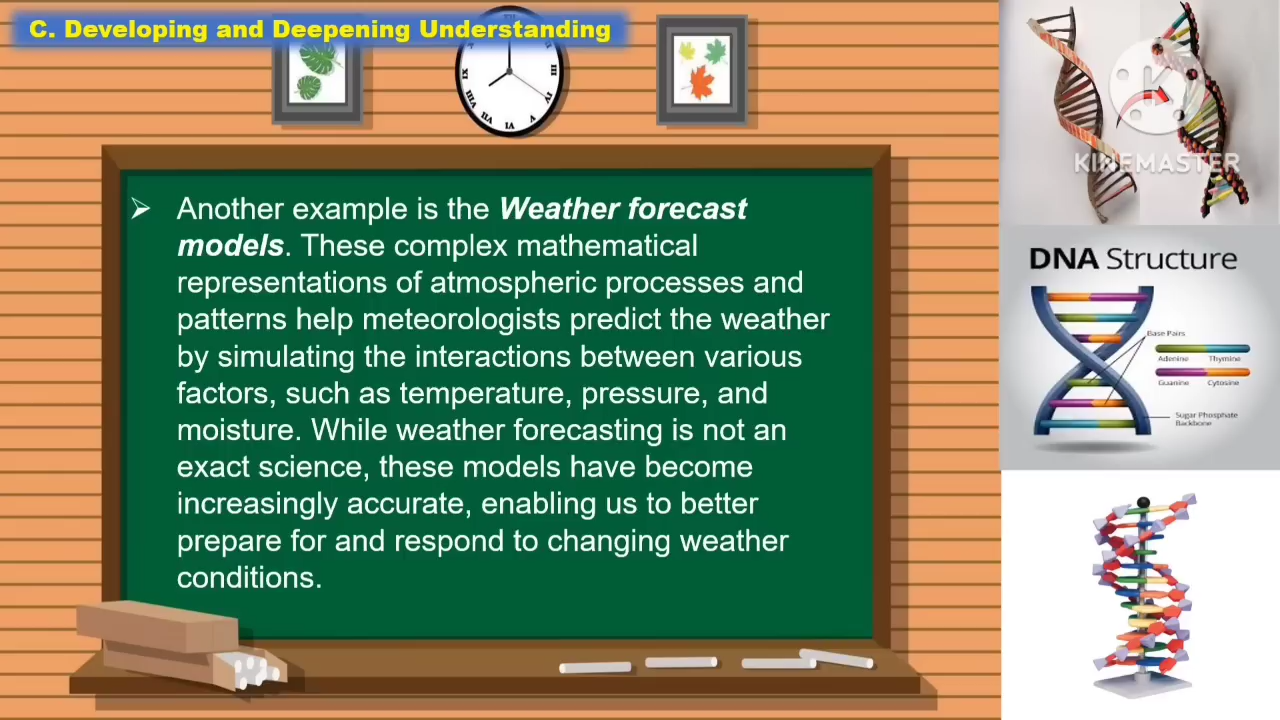 C. Developing and Deepening Understanding
Another example is the Weather forecast
models. These complex mathematical
representations of atmospheric processes and
patterns help meteorologists predict the weather
by simulating the interactions between various
factors, such as temperature, pressure, and
moisture. While weather forecasting is not an
exact science, these models have become
increasingly accurate, enabling us to better
prepare for and respond to changing weather
conditions.
K
KINEMASTER
DNA Structure
Base Pairs
Adenine Thymine
Guanine Cytosine
Sugar Phosphate
Backbone